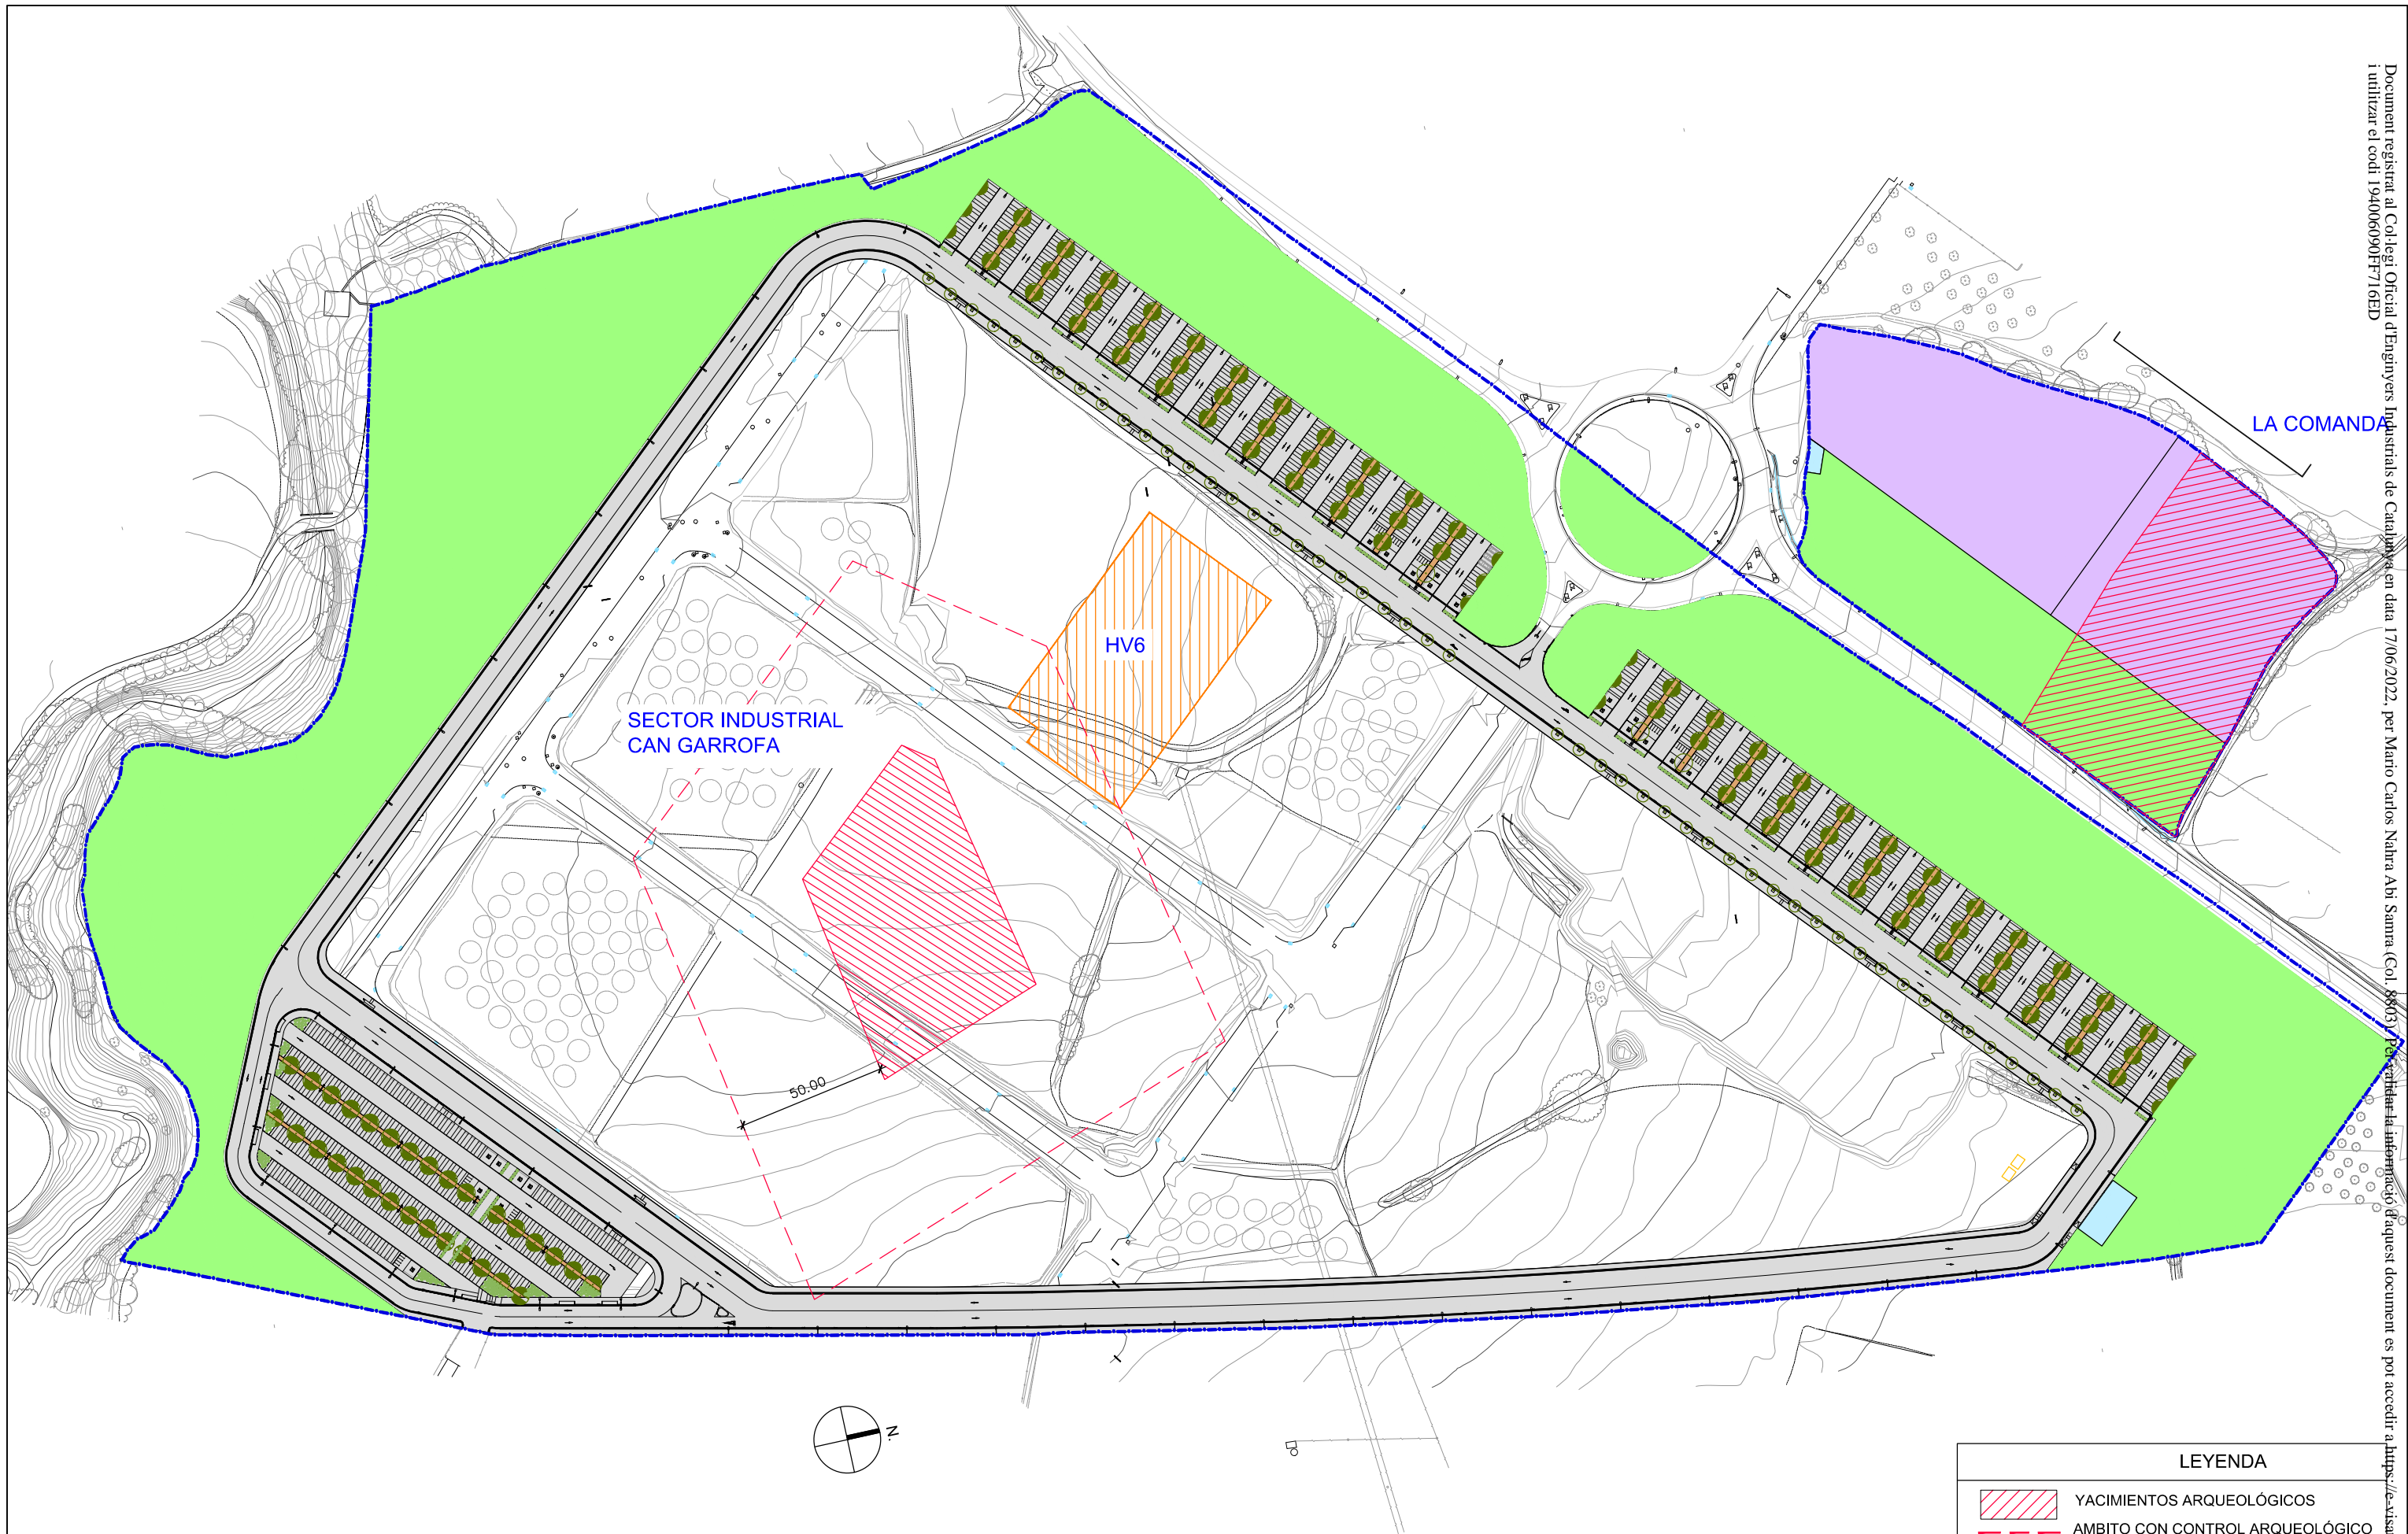 Document registrat al Col·legi Oficial d'Enginyers Industrials de Catalunya en data 17/06/2022, per Mario Carlos Nahra Abi Samra (Col. 8803). Per validar la informació d'aquest document es pot accedir a https://e-visa
i utilitzar el codi 194006090FF716ED
LA COMANDA
HV6
SECTOR INDUSTRIAL
CAN GARROFA
50.00
N.
LEYENDA
YACIMIENTOS ARQUEOLÓGICOS
AMBITO CON CONTROL ARQUEOLÓGICO